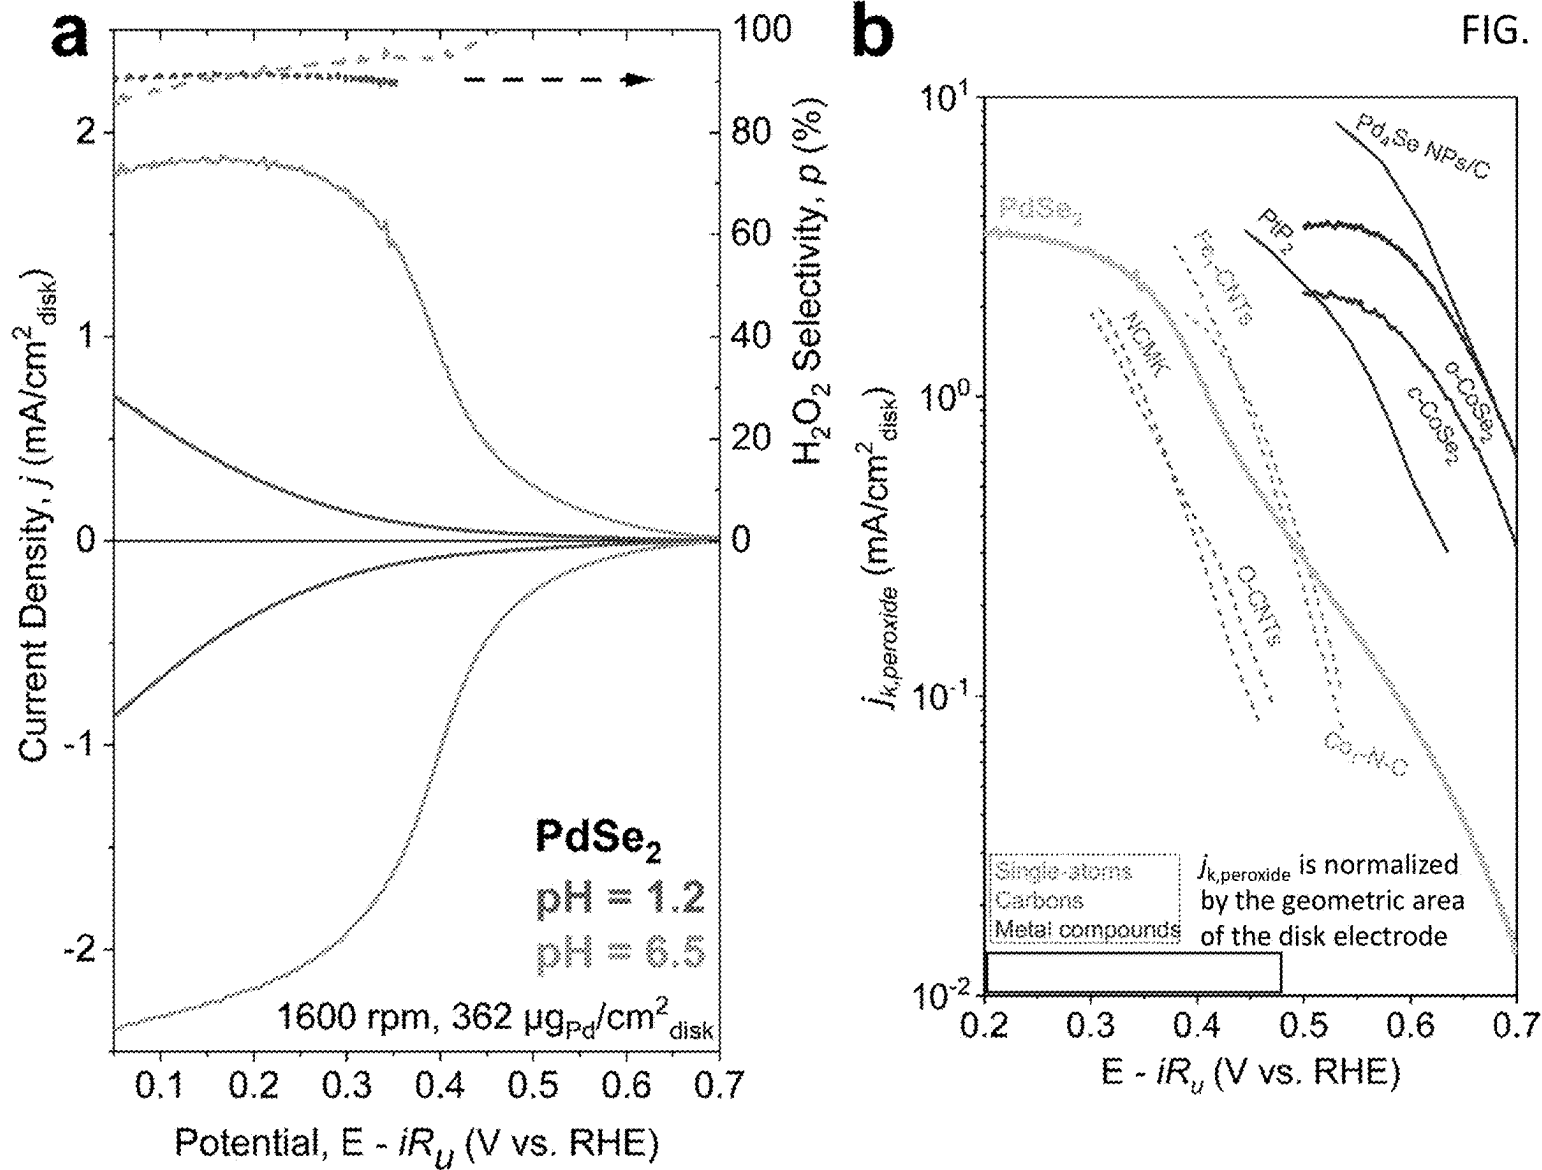 a
b
FIG.
100
80
60
40
20
0
2
1
0
-1
-2
Current Density, j (mA/cm²disk)
H₂O₂ Selectivity, p (%)
PdSe₂
pH = 1.2
pH = 6.5
1600 rpm, 362 µgPd/cm²disk
0.1 0.2 0.3 0.4 0.5 0.6 0.7
Potential, E - iRu (V vs. RHE)
10¹
10⁰
10⁻¹
10⁻²
jk,peroxide (mA/cm²disk)
Pd₄Se NPs/C
PdSe₂
PtP₂
Fe₁-CNTs
NCMK
o-CoSe₂
c-CoSe₂
O-CNTs
Co₁-N-C
Single-atoms
Carbons
Metal compounds
jk,peroxide is normalized
by the geometric area
of the disk electrode
0.2 0.3 0.4 0.5 0.6 0.7
E - iRu (V vs. RHE)